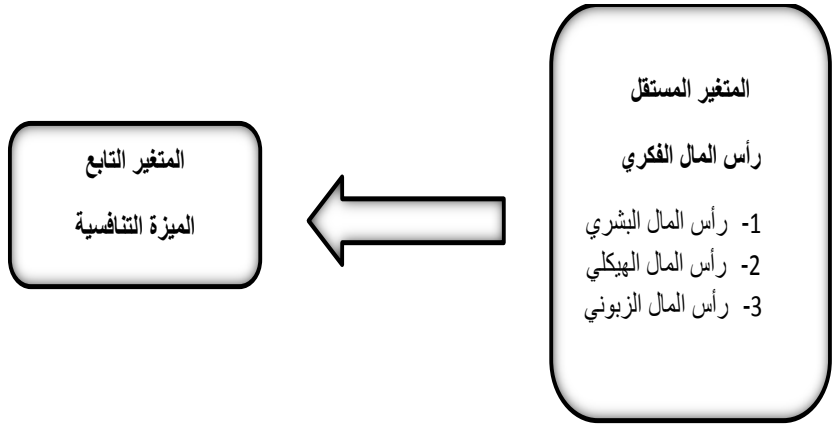 المتغير المستقل
رأس المال الفكري
1- رأس المال البشري
2- رأس المال الهيكلي
3- رأس المال الزبوني
المتغير التابع
الميزة التنافسية